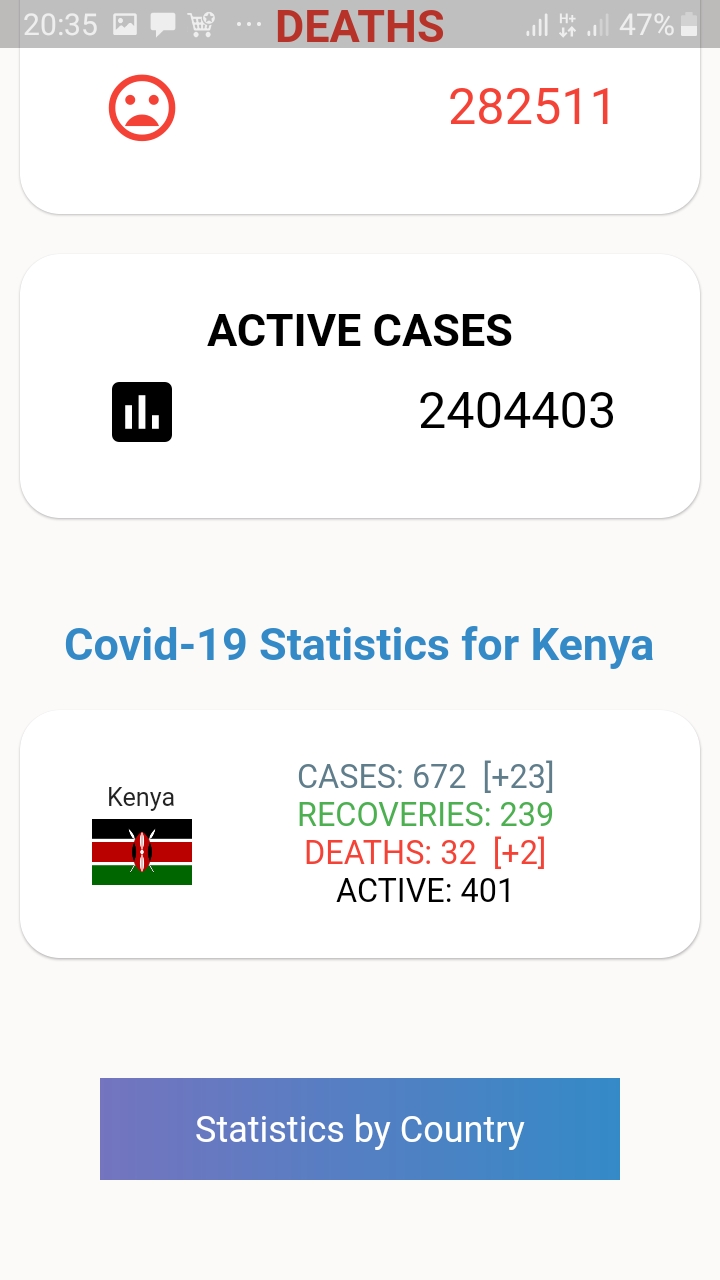 20:35 ... DEATHS H+ 47%
282511
ACTIVE CASES
2404403
Covid-19 Statistics for Kenya
Kenya
CASES: 672 [+23]
RECOVERIES: 239
DEATHS: 32 [+2]
ACTIVE: 401
Statistics by Country